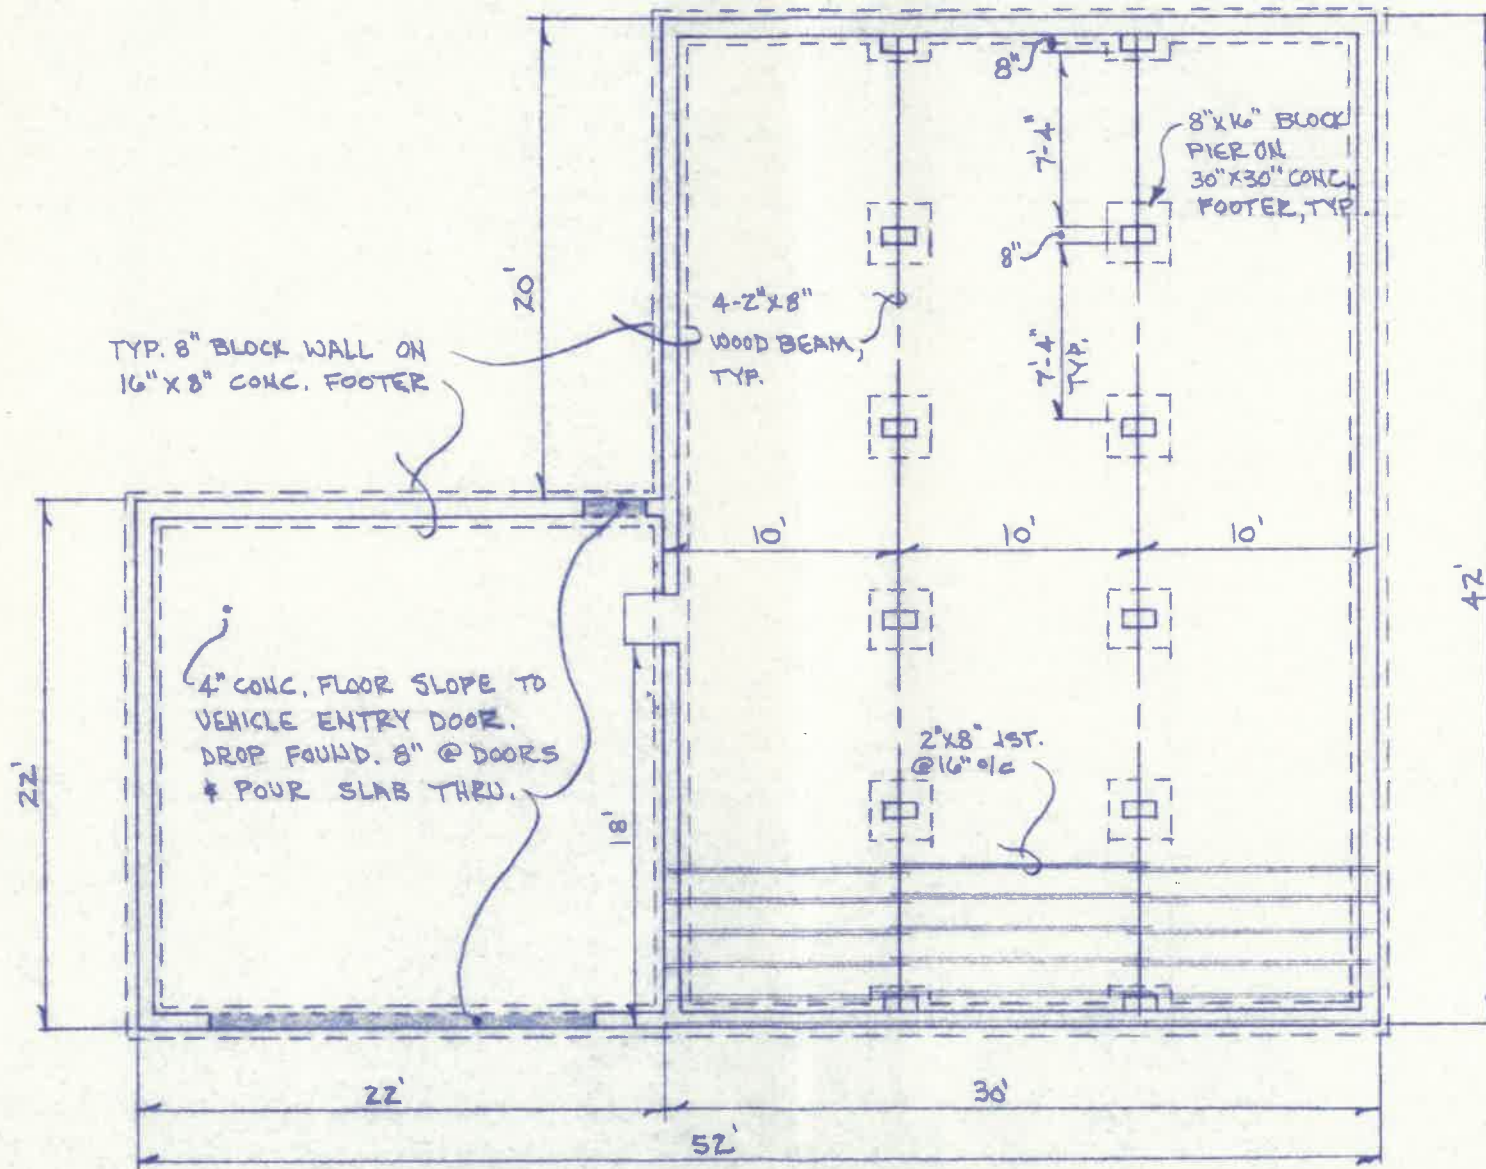 8"
7'-4"
8"X16" BLOCK
PIER ON
30"X30" CONC.
FOOTER, TYP.
8"
20'
4-2"X8"
WOOD BEAM,
TYP.
7'-4"
TYP.
TYP. 8" BLOCK WALL ON
16"X8" CONC. FOOTER
10'
10'
10'
42'
4" CONC. FLOOR SLOPE TO
VEHICLE ENTRY DOOR.
DROP FOUND. 8" @ DOORS
& POUR SLAB THRU.
22'
18'
2"X8" JST.
@16" o/c
22'
30'
52'